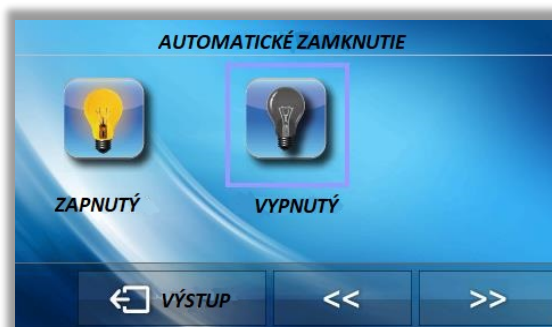 AUTOMATICKÉ ZAMKNUTIE
ZAPNUTÝ
VYPNUTÝ
VÝSTUP
<<
>>